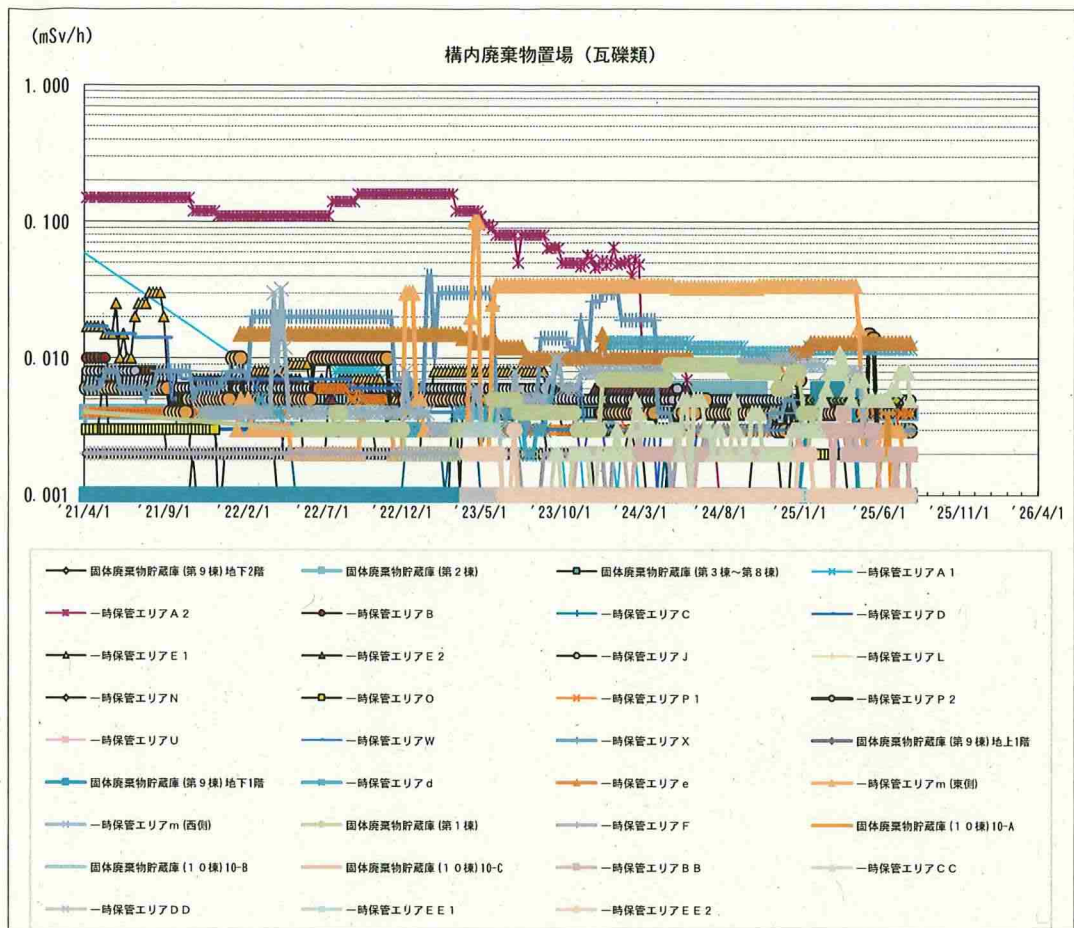 (mSv/h)
構内廃棄物置場 (瓦礫類)
1.000
0.100
0.010
0.001
'21/4/1 '21/9/1 '22/2/1 '22/7/1 '22/12/1 '23/5/1 '23/10/1 '24/3/1 '24/8/1 '25/1/1 '25/6/1 '25/11/1 '26/4/1
固体廃棄物貯蔵庫(第9棟)地下2階 固体廃棄物貯蔵庫(第2棟) 固体廃棄物貯蔵庫(第3棟～第8棟) 一時保管エリアA1
一時保管エリアA2 一時保管エリアB 一時保管エリアC 一時保管エリアD
一時保管エリアE1 一時保管エリアE2 一時保管エリアJ 一時保管エリアL
一時保管エリアN 一時保管エリアO 一時保管エリアP1 一時保管エリアP2
一時保管エリアU 一時保管エリアW 一時保管エリアX 固体廃棄物貯蔵庫(第9棟)地上1階
固体廃棄物貯蔵庫(第9棟)地下1階 一時保管エリアd 一時保管エリアe 一時保管エリアm(東側)
一時保管エリアm(西側) 固体廃棄物貯蔵庫(第1棟) 一時保管エリアF 固体廃棄物貯蔵庫(10棟)10-A
固体廃棄物貯蔵庫(10棟)10-B 固体廃棄物貯蔵庫(10棟)10-C 一時保管エリアBB 一時保管エリアCC
一時保管エリアDD 一時保管エリアEE1 一時保管エリアEE2